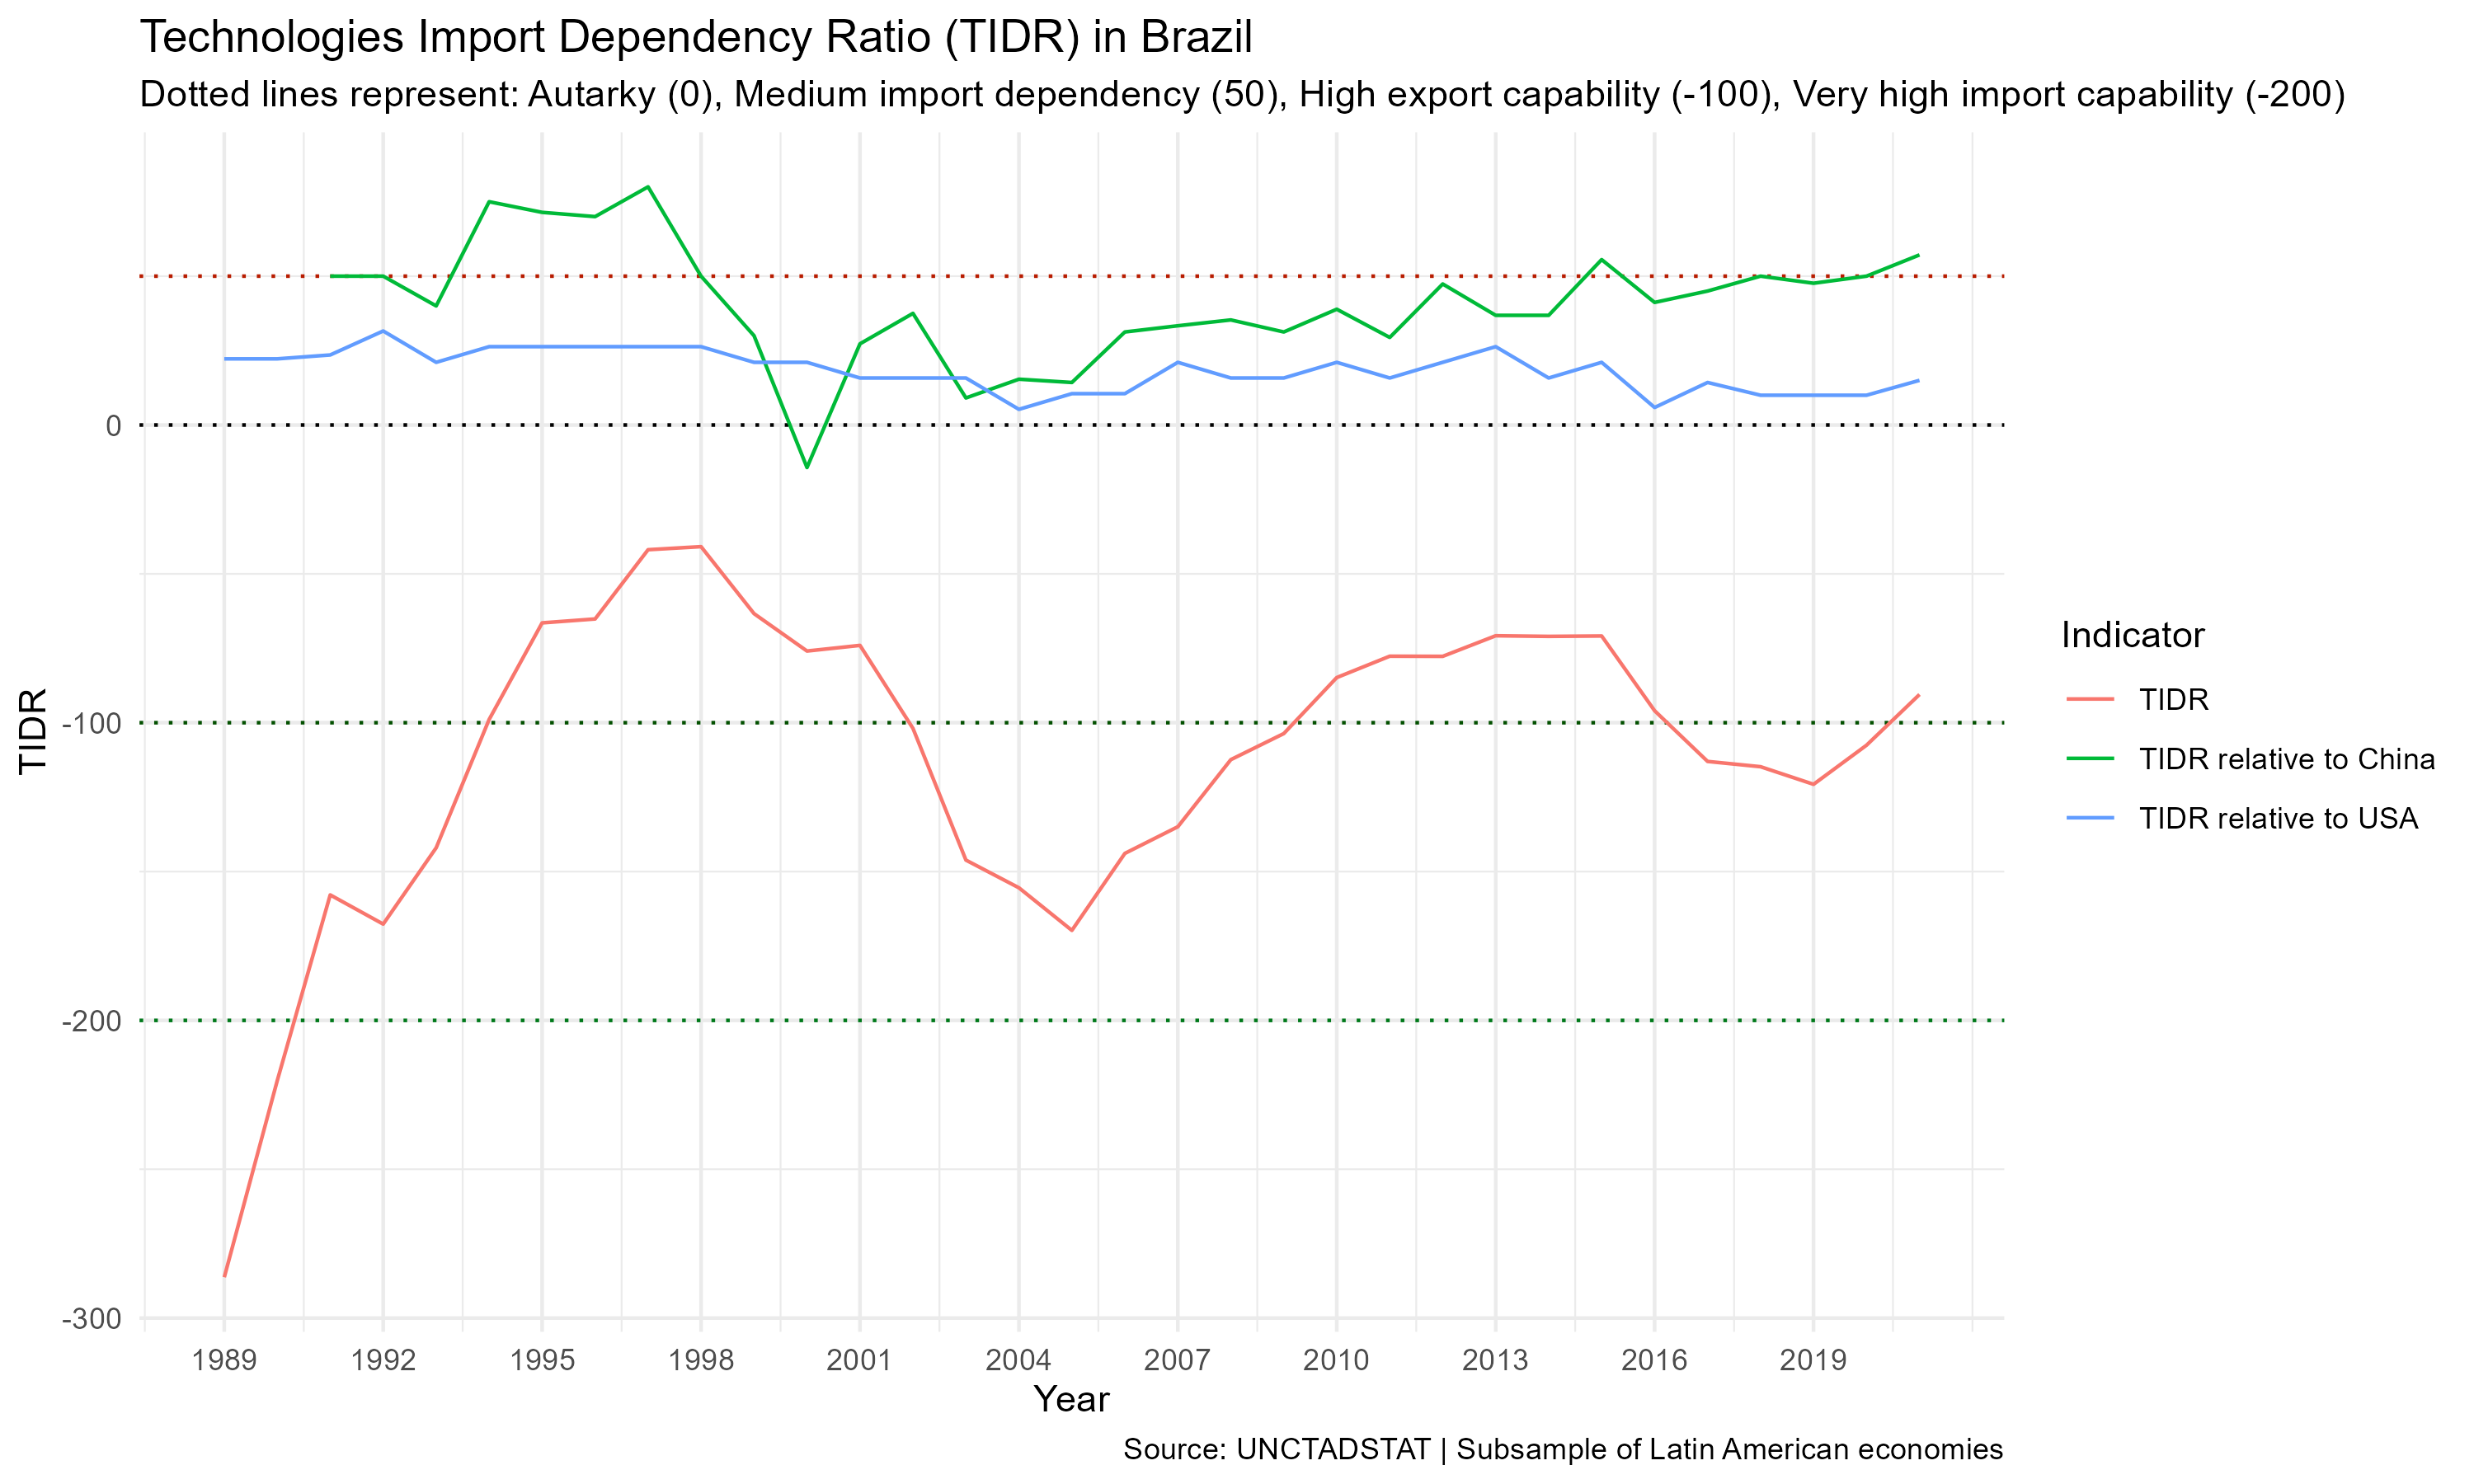 Technologies Import Dependency Ratio (TIDR) in Brazil
Dotted lines represent: Autarky (0), Medium import dependency (50), High export capability (-100), Very high import capability (-200)
TIDR
0
-100
-200
-300
1989 1992 1995 1998 2001 2004 2007 2010 2013 2016 2019
Year
Indicator
TIDR
TIDR relative to China
TIDR relative to USA
Source: UNCTADSTAT | Subsample of Latin American economies